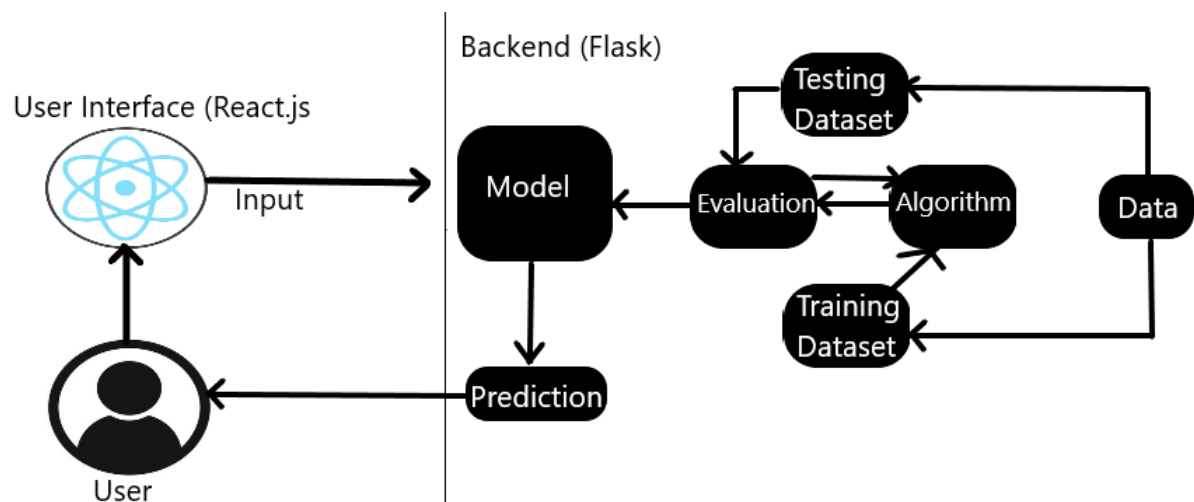 Backend (Flask)
User Interface (React.js
Input
Model
Evaluation
Algorithm
Testing
Dataset
Data
Training
Dataset
Prediction
User